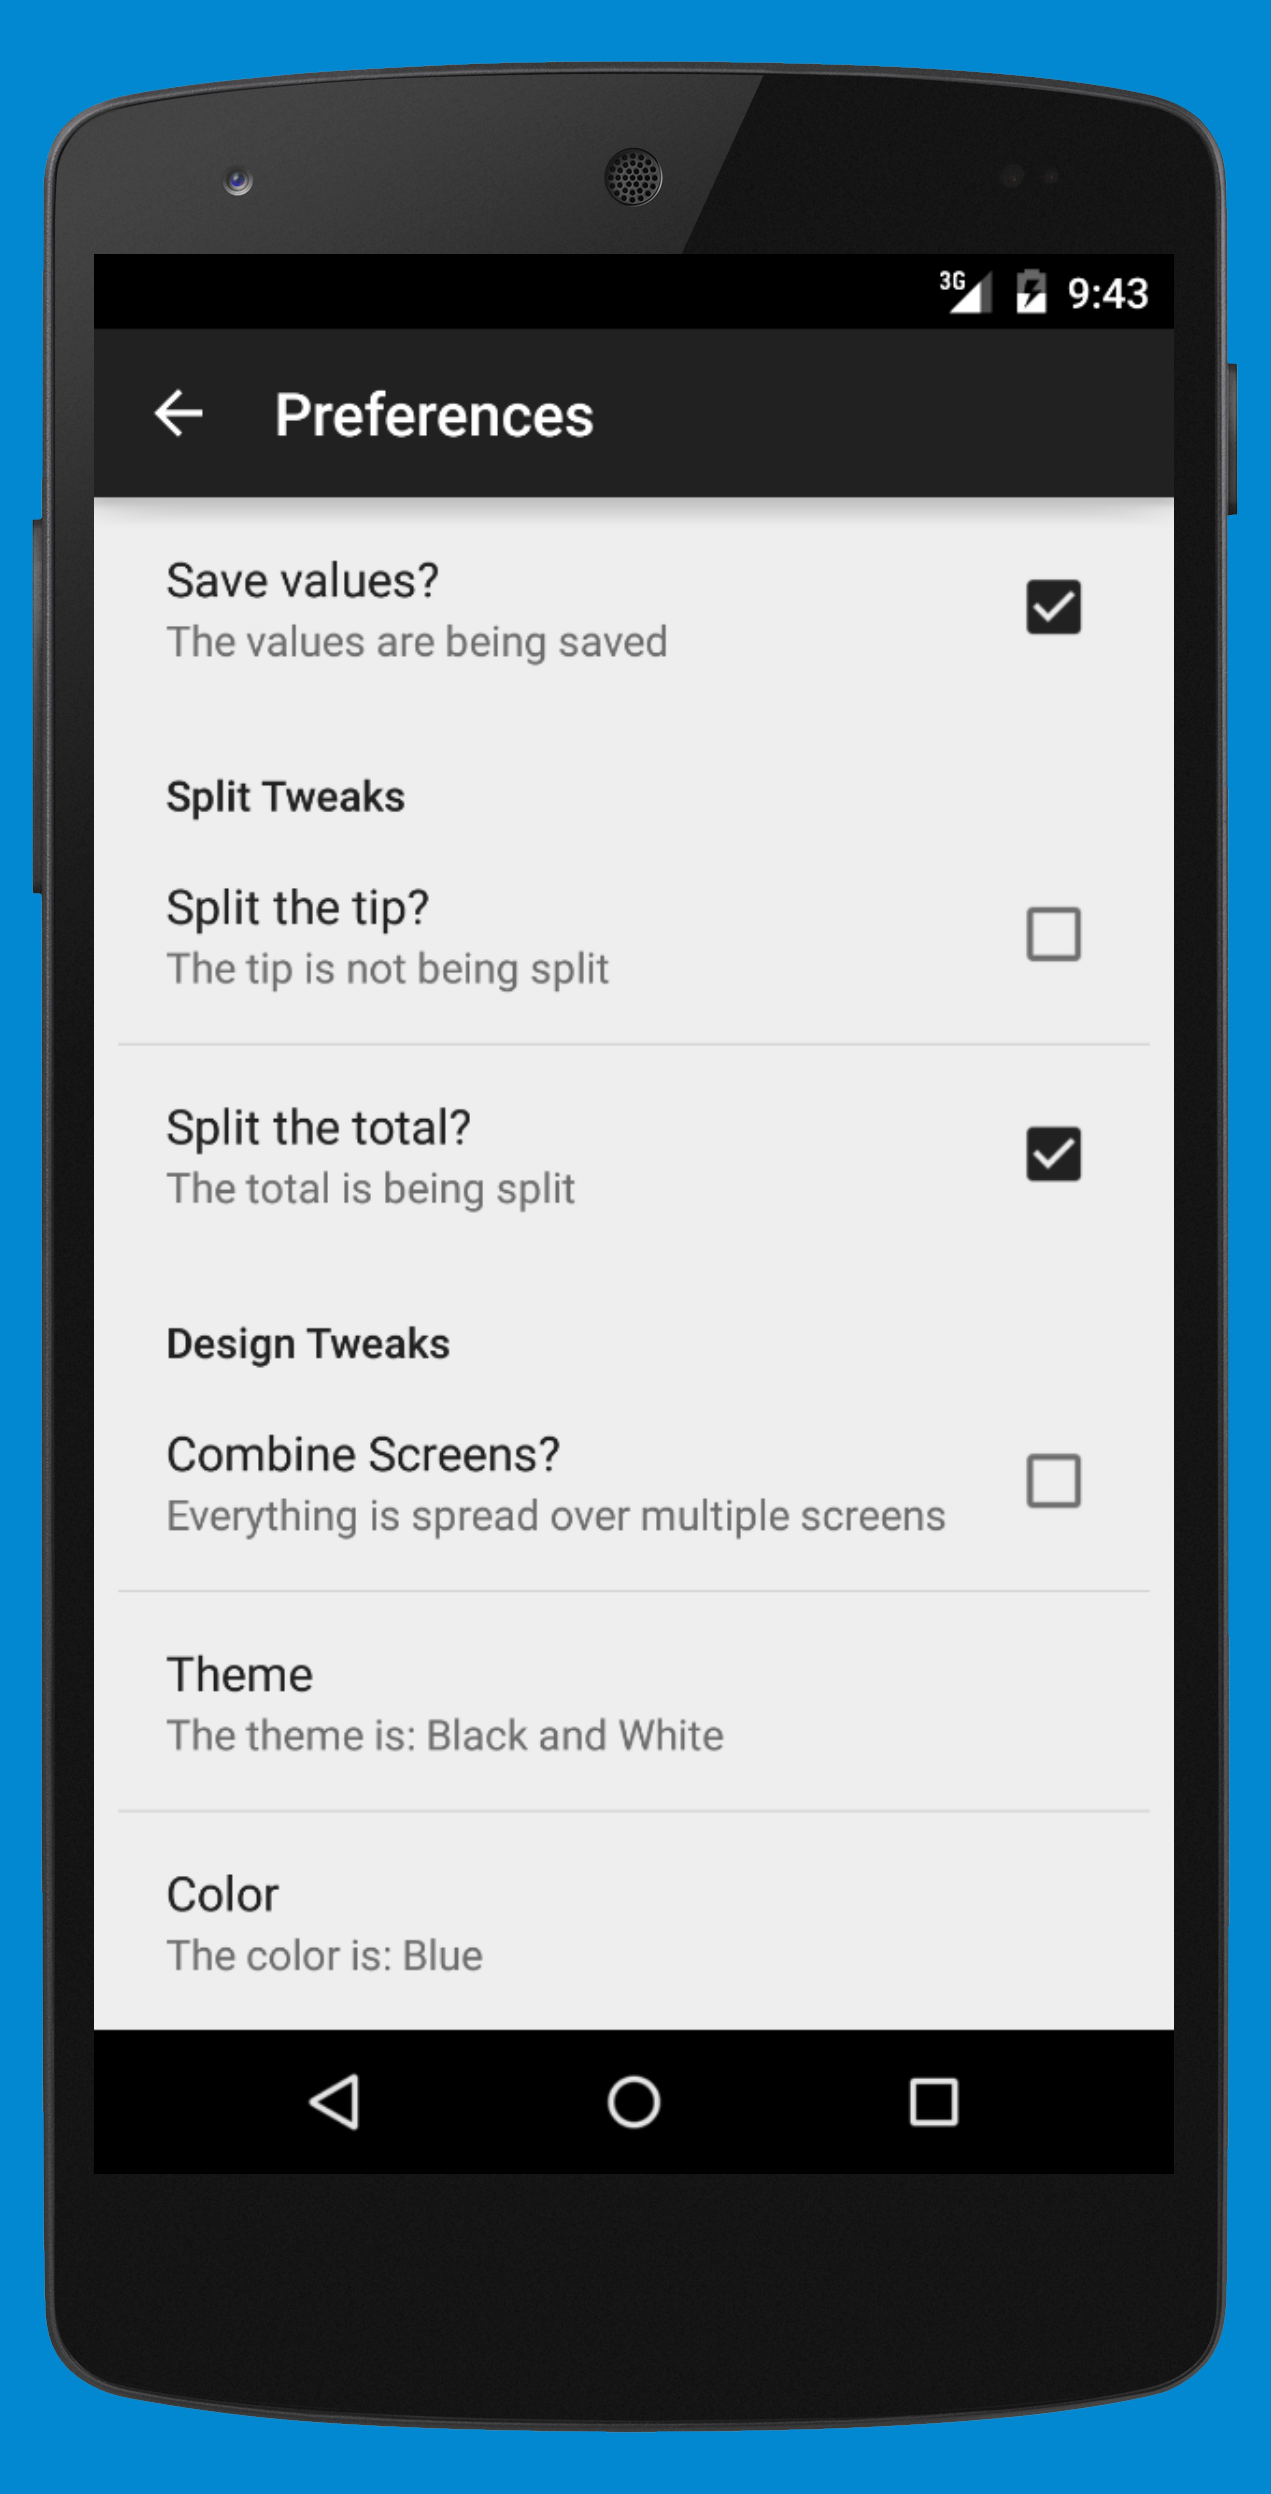 3G 9:43
Preferences
Save values?
The values are being saved
Split Tweaks
Split the tip?
The tip is not being split
Split the total?
The total is being split
Design Tweaks
Combine Screens?
Everything is spread over multiple screens
Theme
The theme is: Black and White
Color
The color is: Blue